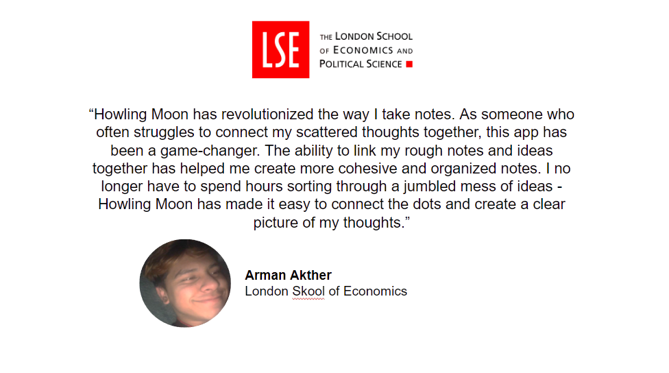 LSE
THE LONDON SCHOOL
OF ECONOMICS AND
POLITICAL SCIENCE
“Howling Moon has revolutionized the way I take notes. As someone who
often struggles to connect my scattered thoughts together, this app has
been a game-changer. The ability to link my rough notes and ideas
together has helped me create more cohesive and organized notes. I no
longer have to spend hours sorting through a jumbled mess of ideas -
Howling Moon has made it easy to connect the dots and create a clear
picture of my thoughts.”
Arman Akther
London Skool of Economics